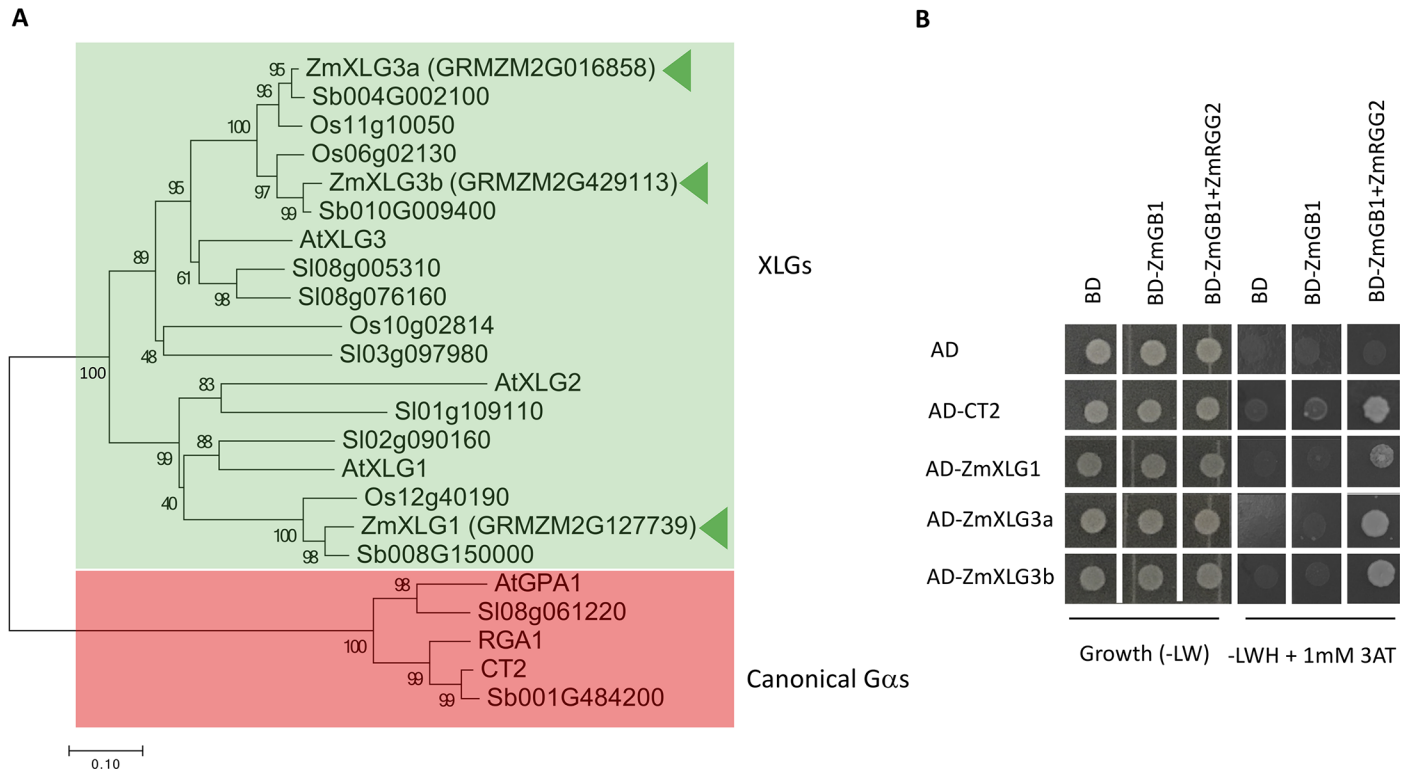 A
B
95
ZmXLG3a (GRMZM2G016858)
96
Sb004G002100
100
Os11g10050
Os06g02130
97
ZmXLG3b (GRMZM2G429113)
95
99
Sb010G009400
AtXLG3
89
61
Sl08g005310
98
Sl08g076160
Os10g02814
48
Sl03g097980
100
83
AtXLG2
Sl01g109110
88
Sl02g090160
99
AtXLG1
40
Os12g40190
100
ZmXLG1 (GRMZM2G127739)
98
Sb008G150000
98
AtGPA1
Sl08g061220
100
RGA1
99
CT2
99
Sb001G484200
0.10
XLGs
Canonical Gαs
BD
BD-ZmGB1
BD-ZmGB1+ZmRGG2
BD
BD-ZmGB1
BD-ZmGB1+ZmRGG2
AD
AD-CT2
AD-ZmXLG1
AD-ZmXLG3a
AD-ZmXLG3b
Growth (-LW)
-LWH + 1mM 3AT